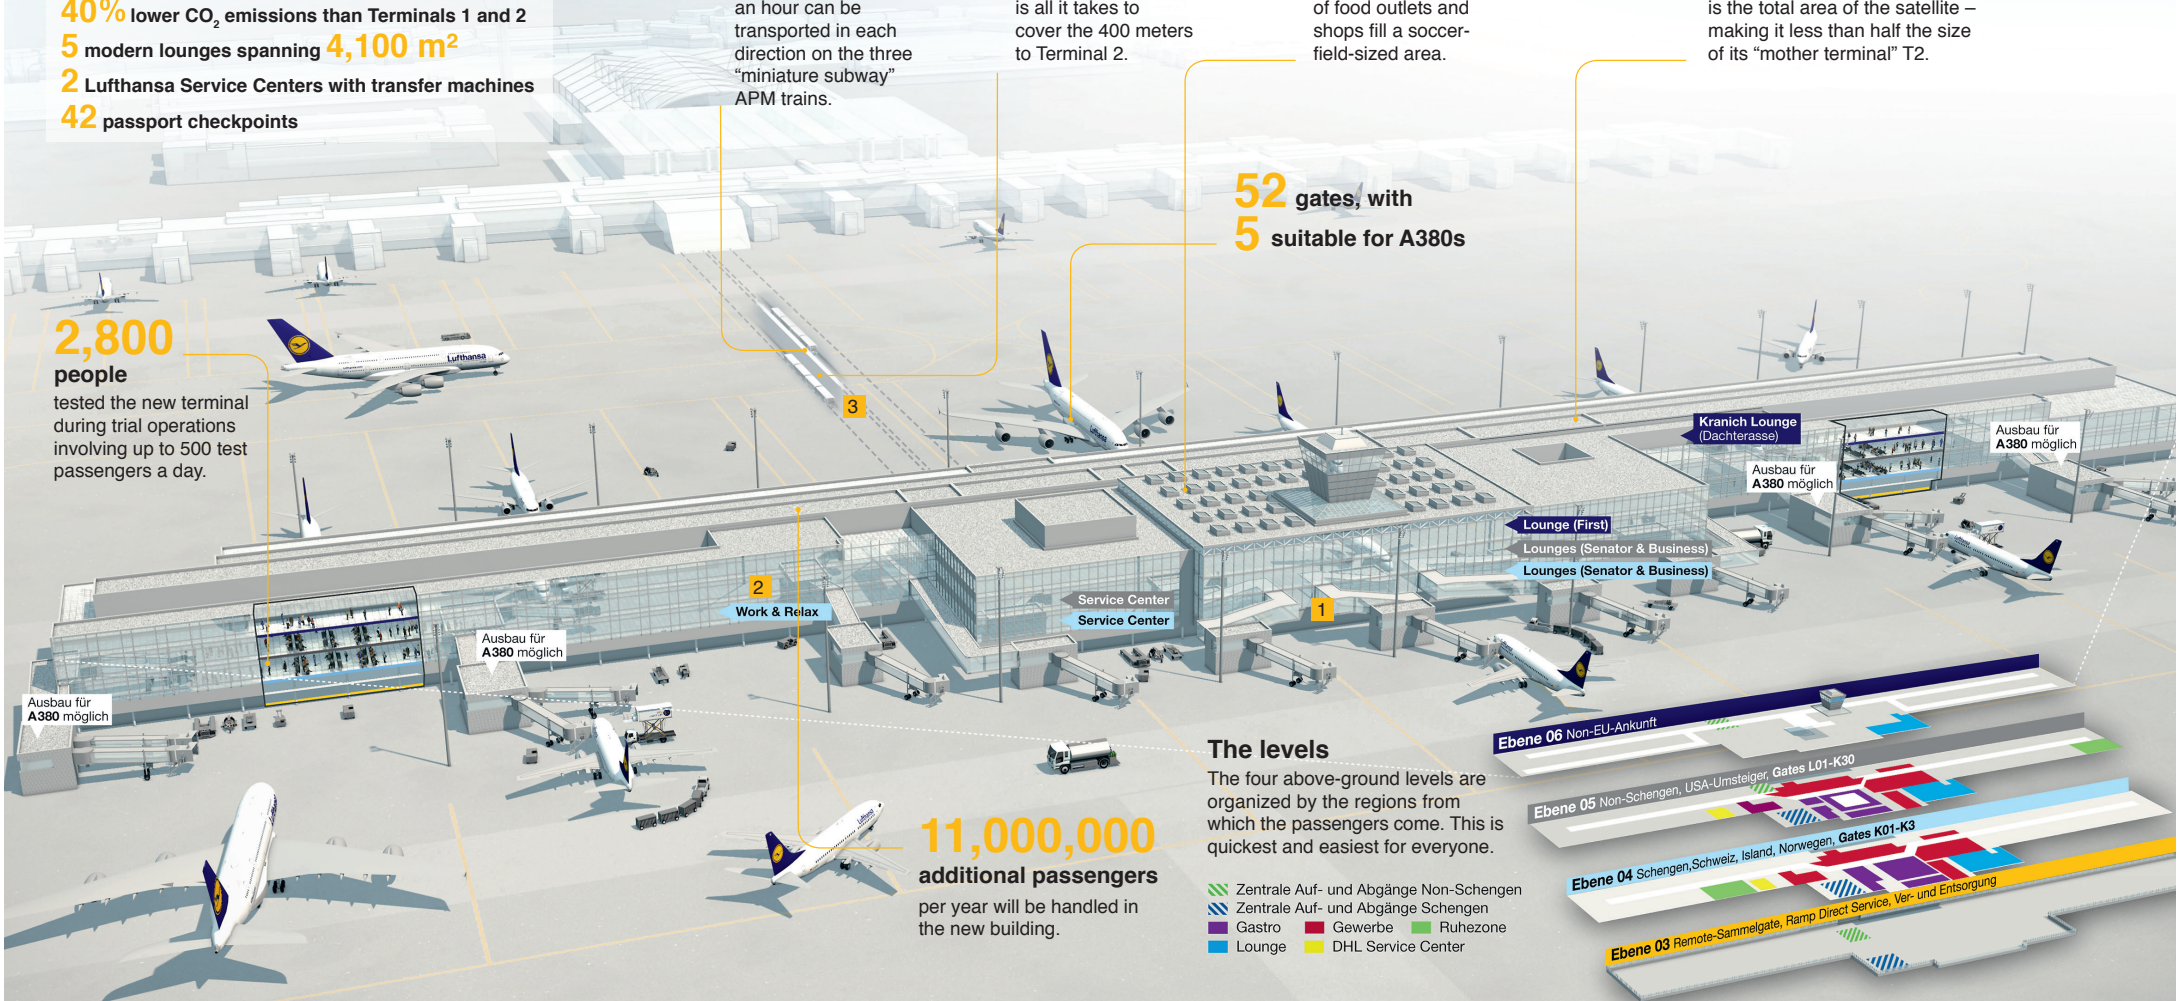 40% lower CO2 emissions than Terminals 1 and 2
5 modern lounges spanning 4,100 m²
2 Lufthansa Service Centers with transfer machines
42 passport checkpoints
an hour can be
transported in each
direction on the three
“miniature subway”
APM trains.
is all it takes to
cover the 400 meters
to Terminal 2.
of food outlets and
shops fill a soccer-
field-sized area.
is the total area of the satellite –
making it less than half the size
of its “mother terminal” T2.
52 gates, with
5 suitable for A380s
2,800
people
tested the new terminal
during trial operations
involving up to 500 test
passengers a day.
Lufthansa
3
Lufthansa
Kranich Lounge
(Dachterasse)
Ausbau für
A380 möglich
Ausbau für
A380 möglich
Lounge (First)
Lounges (Senator & Business)
Lounges (Senator & Business)
2
Work & Relax
Service Center
Service Center
1
Ausbau für
A380 möglich
Ausbau für
A380 möglich
11,000,000
additional passengers
per year will be handled in
the new building.
The levels
The four above-ground levels are
organized by the regions from
which the passengers come. This is
quickest and easiest for everyone.
Zentrale Auf- und Abgänge Non-Schengen
Zentrale Auf- und Abgänge Schengen
Gastro Gewerbe Ruhezone
Lounge DHL Service Center
Ebene 06 Non-EU-Ankunft
Ebene 05 Non-Schengen, USA-Umsteiger, Gates L01-K30
Ebene 04 Schengen,Schweiz, Island, Norwegen, Gates K01-K3
Ebene 03 Remote-Sammelgate, Ramp Direct Service, Ver- und Entsorgung